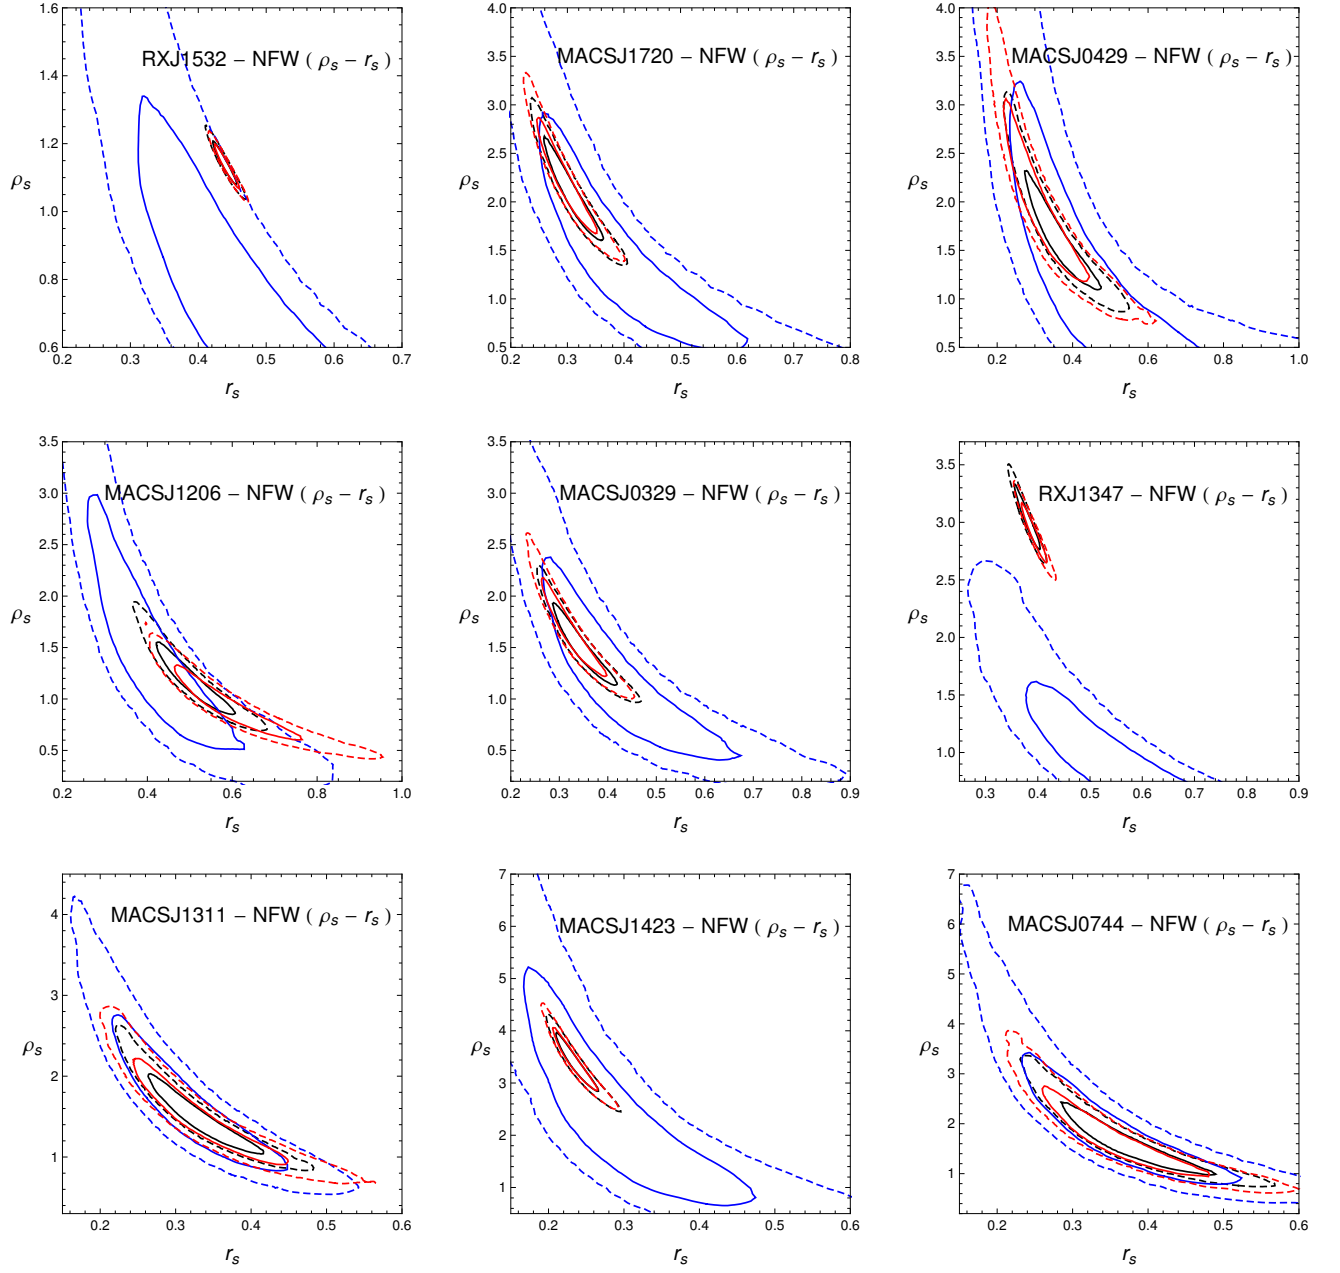 RXJ1532 − NFW ( ρs − rs )
1.6
1.4
1.2
1.0
0.8
0.6
ρs
0.2 0.3 0.4 0.5 0.6 0.7
rs
MACSJ1720 − NFW ( ρs − rs )
4.0
3.5
3.0
2.5
2.0
1.5
1.0
0.5
ρs
0.2 0.3 0.4 0.5 0.6 0.7 0.8
rs
MACSJ0429 − NFW ( ρs − rs )
4.0
3.5
3.0
2.5
2.0
1.5
1.0
0.5
ρs
0.2 0.4 0.6 0.8 1.0
rs
MACSJ1206 − NFW ( ρs − rs )
3.5
3.0
2.5
2.0
1.5
1.0
0.5
ρs
0.2 0.4 0.6 0.8 1.0
rs
MACSJ0329 − NFW ( ρs − rs )
3.5
3.0
2.5
2.0
1.5
1.0
0.5
ρs
0.2 0.3 0.4 0.5 0.6 0.7 0.8 0.9
rs
RXJ1347 − NFW ( ρs − rs )
3.5
3.0
2.5
2.0
1.5
1.0
ρs
0.3 0.4 0.5 0.6 0.7 0.8 0.9
rs
MACSJ1311 − NFW ( ρs − rs )
4
3
2
1
ρs
0.2 0.3 0.4 0.5 0.6
rs
MACSJ1423 − NFW ( ρs − rs )
7
6
5
4
3
2
1
ρs
0.2 0.3 0.4 0.5 0.6
rs
MACSJ0744 − NFW ( ρs − rs )
7
6
5
4
3
2
1
ρs
0.2 0.3 0.4 0.5 0.6
rs